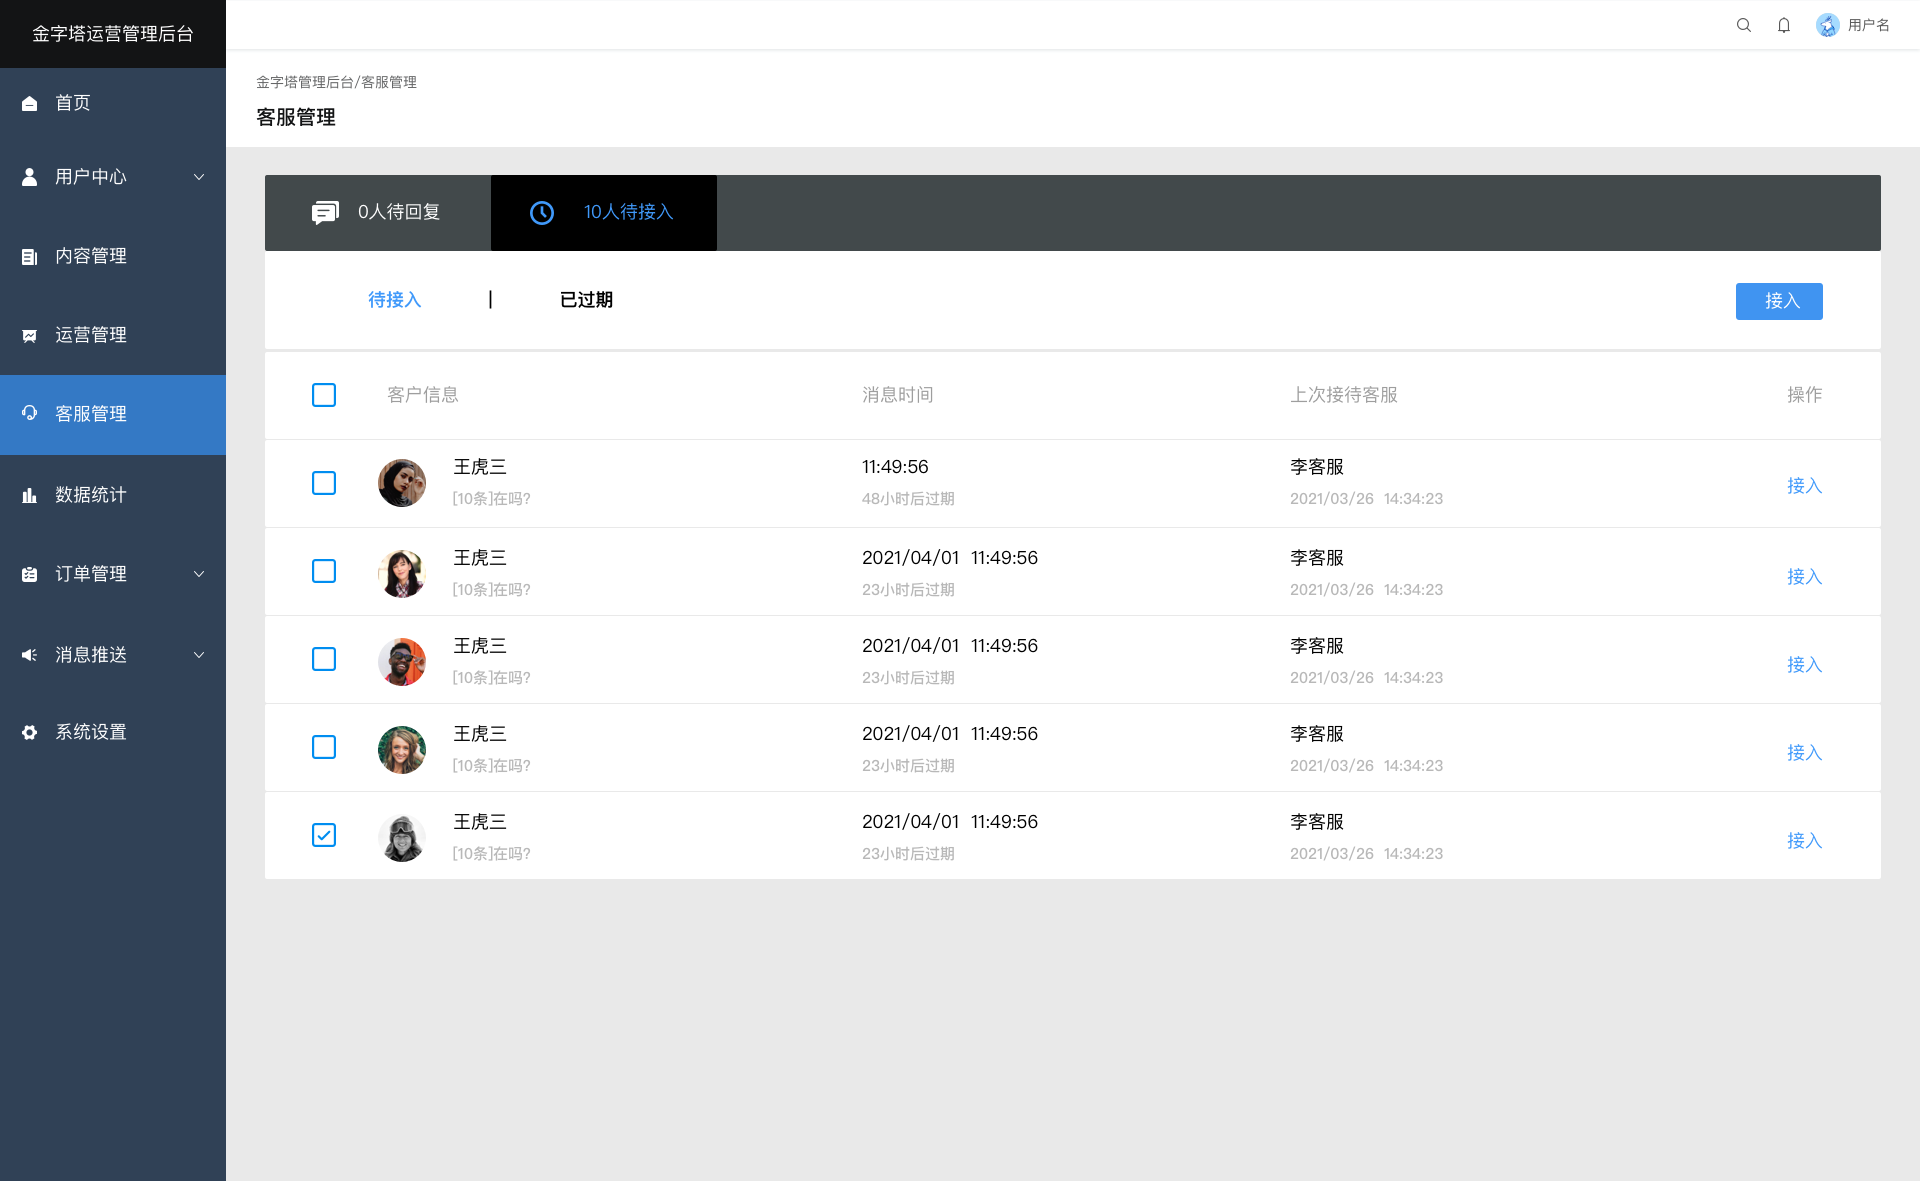 金字塔运营管理后台
用户名
首页
用户中心
内容管理
运营管理
客服管理
数据统计
订单管理
消息推送
系统设置
金字塔管理后台/客服管理
客服管理
0人待回复
10人待接入
待接入 | 已过期
接入
客户信息 消息时间 上次接待客服 操作
王虎三 11:49:56 李客服
[10条]在吗? 48小时后过期 2021/03/26 14:34:23 接入
王虎三 2021/04/01 11:49:56 李客服
[10条]在吗? 23小时后过期 2021/03/26 14:34:23 接入
王虎三 2021/04/01 11:49:56 李客服
[10条]在吗? 23小时后过期 2021/03/26 14:34:23 接入
王虎三 2021/04/01 11:49:56 李客服
[10条]在吗? 23小时后过期 2021/03/26 14:34:23 接入
王虎三 2021/04/01 11:49:56 李客服
[10条]在吗? 23小时后过期 2021/03/26 14:34:23 接入